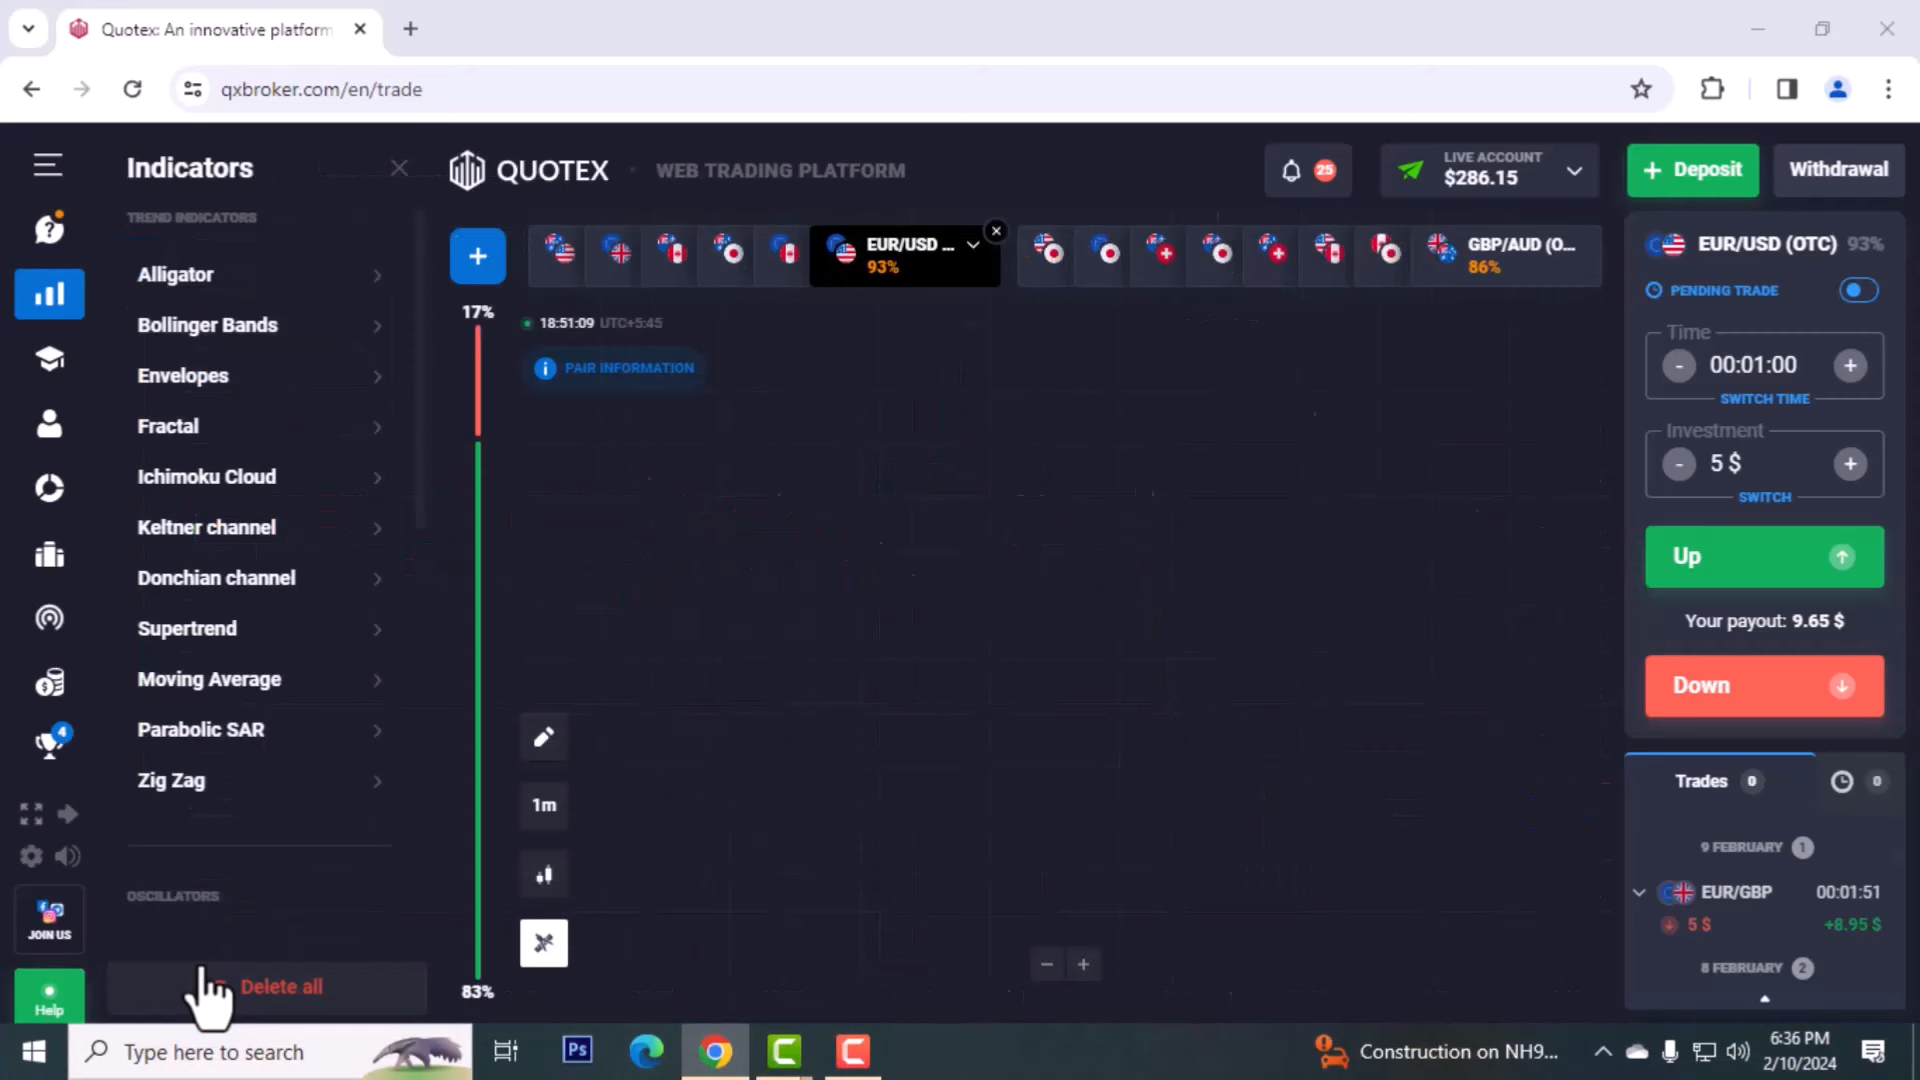 Quotex: An innovative platform
qxbroker.com/en/trade
Indicators
TREND INDICATORS
Alligator
Bollinger Bands
Envelopes
Fractal
Ichimoku Cloud
Keltner channel
Donchian channel
Supertrend
Moving Average
Parabolic SAR
Zig Zag
OSCILLATORS
Delete all
4
JOIN US
Help
QUOTEX
WEB TRADING PLATFORM
25
LIVE ACCOUNT
$286.15
+ Deposit
Withdrawal
+
EUR/USD ...
93%
GBP/AUD (O...
86%
17%
18:51:09 UTC+5:45
PAIR INFORMATION
1m
83%
EUR/USD (OTC) 93%
PENDING TRADE
Time
- 00:01:00 +
SWITCH TIME
Investment
- 5 $ +
SWITCH
Up
Your payout: 9.65 $
Down
Trades 0
0
9 FEBRUARY 1
EUR/GBP 00:01:51
5 $ +8.95 $
8 FEBRUARY 2
Type here to search
Ps
Construction on NH9...
6:36 PM
2/10/2024